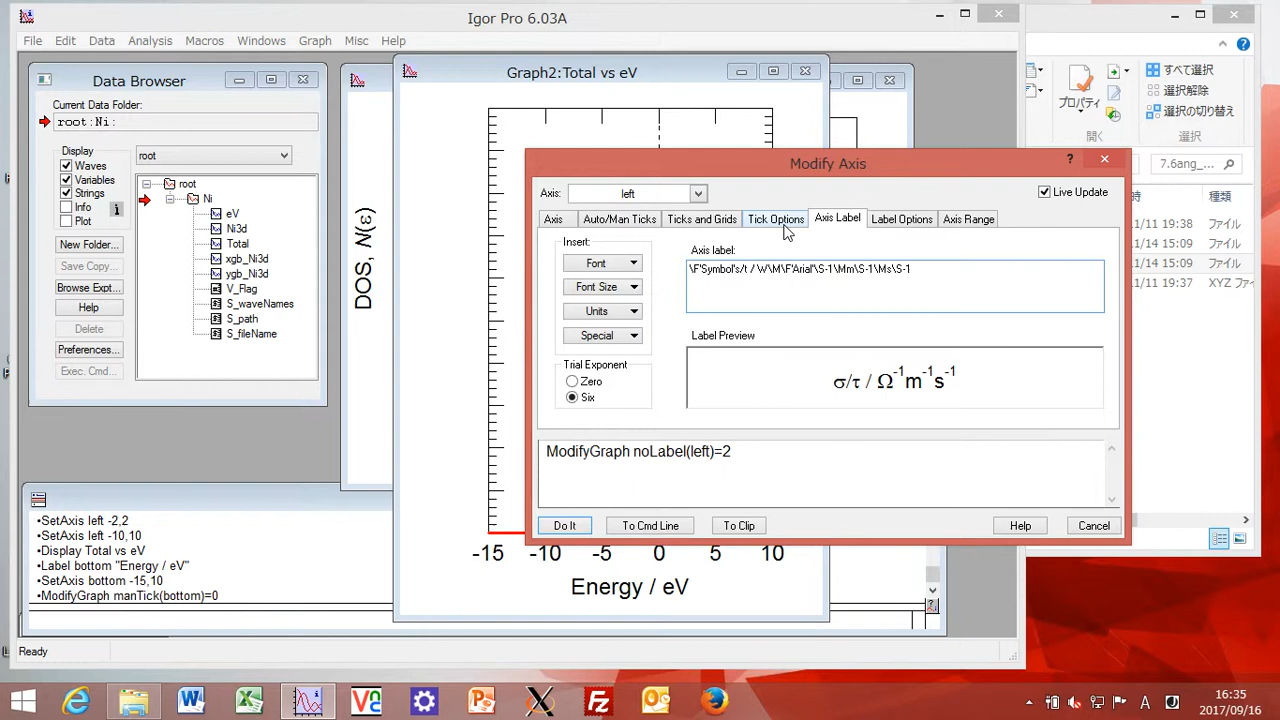 Igor Pro 6.03A
File Edit Data Analysis Macros Windows Graph Misc Help
Data Browser
Current Data Folder:
root:Ni:
Display
Waves
Variables
Strings
Info
Plot
New Folder...
Save Copy...
Browse Expt...
Help
Delete
Preferences...
Exec. Cmd...
root
root
Ni
eV
Ni3d
Total
xgb_Ni3d
ygb_Ni3d
V_Flag
S_waveNames
S_path
S_fileName
DOS, N(ε)
Graph2:Total vs eV
-15 -10 -5 0 5 10
Energy / eV
Modify Axis
Axis: left
Live Update
Axis Auto/Man Ticks Ticks and Grids Tick Options Axis Label Label Options Axis Range
Insert:
Font
Font Size
Units
Special
Trial Exponent
Zero
Six
Axis label:
\F'Symbol's/t / W\M\F'Arial'\S-1\Mm\S-1\Ms\S-1
Label Preview
σ/τ / Ω-1m-1s-1
ModifyGraph noLabel(left)=2
Do It To Cmd Line To Clip Help Cancel
•SetAxis left -2,2
•SetAxis left -10,10
•Display Total vs eV
•Label bottom "Energy / eV"
•SetAxis bottom -15,10
•ModifyGraph manTick(bottom)=0
Ready
プロパティ
開く
すべて選択
選択解除
選択の切り替え
選択
7.6ang_...
時 種類
/11 19:38 ファイル
/14 15:09 ファイル
/14 15:09 ファイル
/11 19:37 XYZ ファイ
A
16:35
2017/09/16